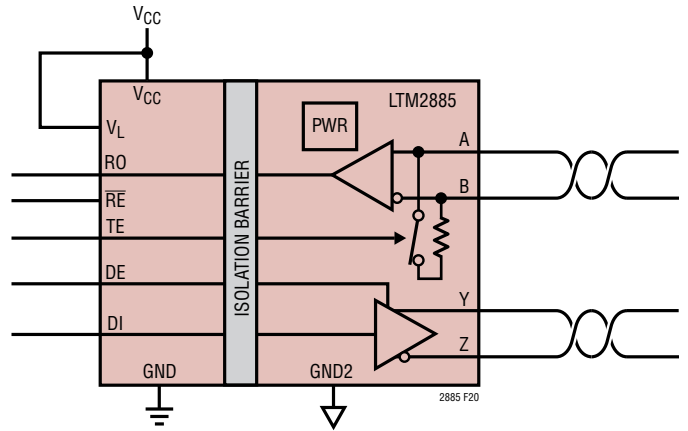 VCC
VCC
LTM2885
PWR
VL
A
RO
B
RE
TE
ISOLATION BARRIER
DE
Y
DI
Z
GND
GND2
2885 F20